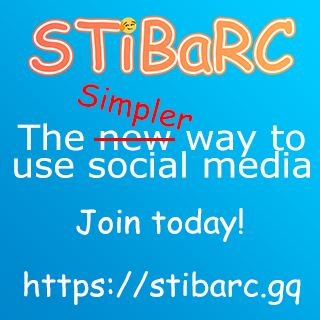 STiBaRC
Simpler
The new way to
use social media
Join today!
https://stibarc.gq